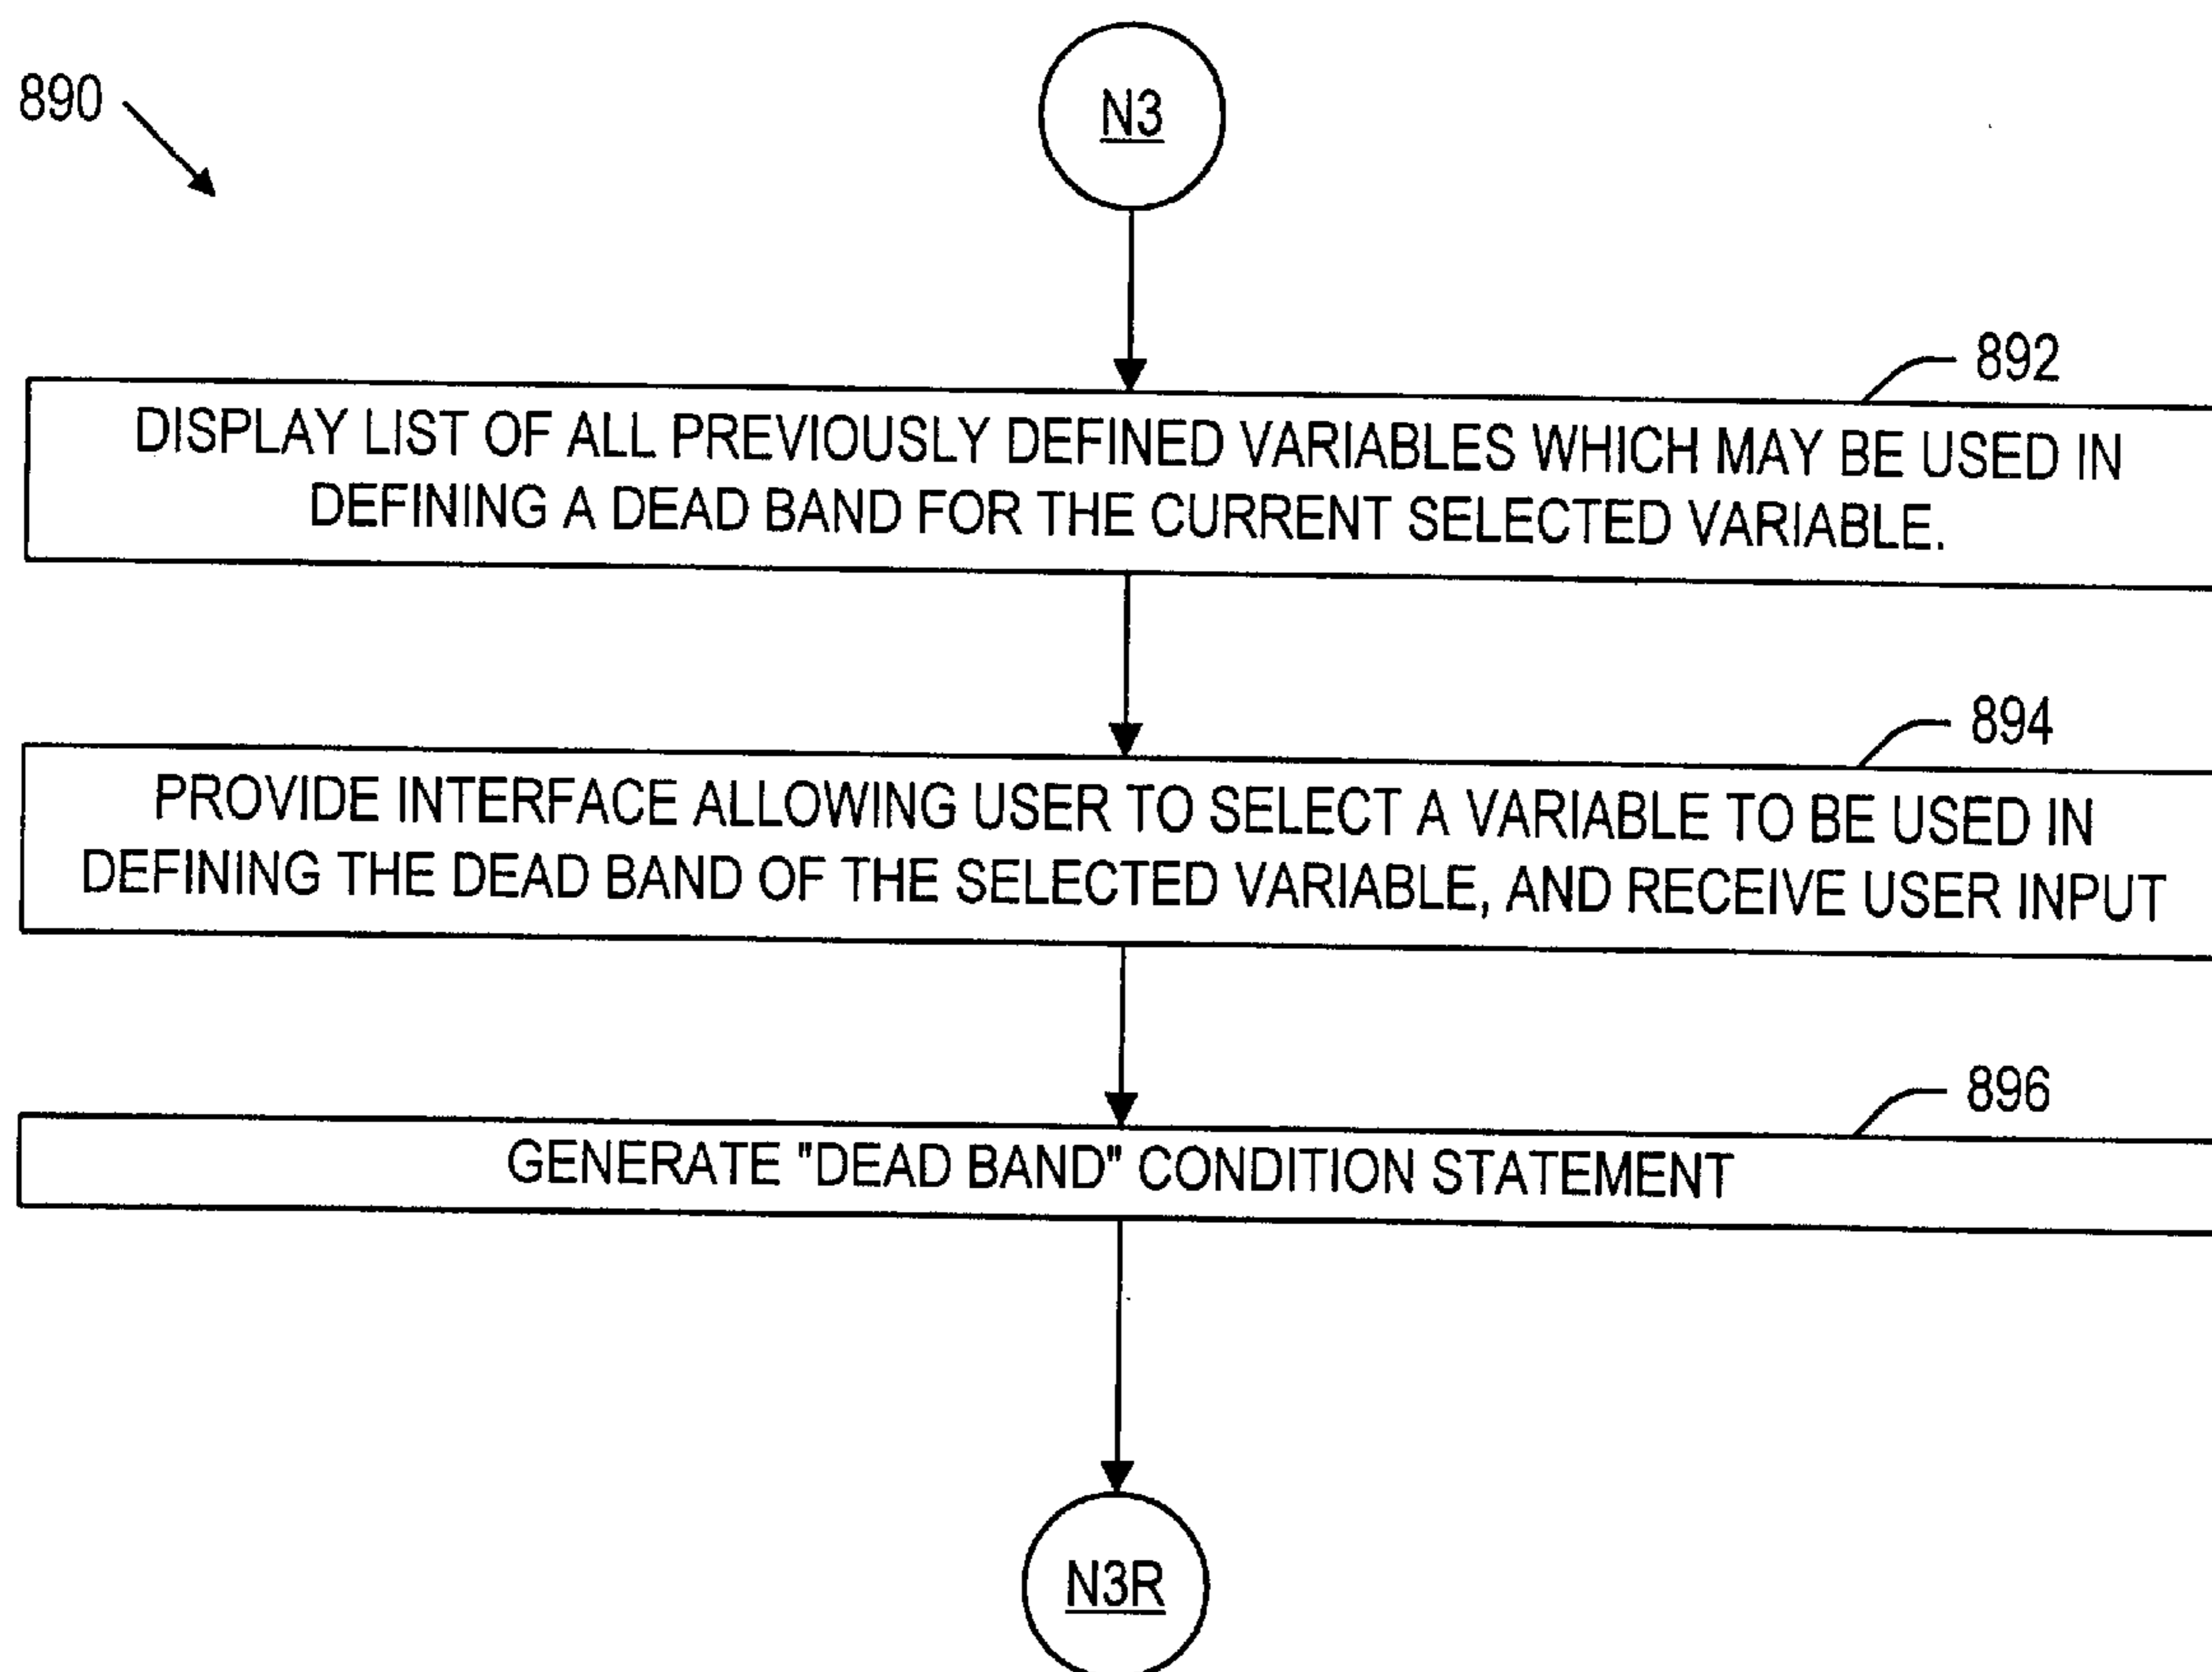 N3
890
892
DISPLAY LIST OF ALL PREVIOUSLY DEFINED VARIABLES WHICH MAY BE USED IN
DEFINING A DEAD BAND FOR THE CURRENT SELECTED VARIABLE.
894
PROVIDE INTERFACE ALLOWING USER TO SELECT A VARIABLE TO BE USED IN
DEFINING THE DEAD BAND OF THE SELECTED VARIABLE, AND RECEIVE USER INPUT
896
GENERATE "DEAD BAND" CONDITION STATEMENT
N3R